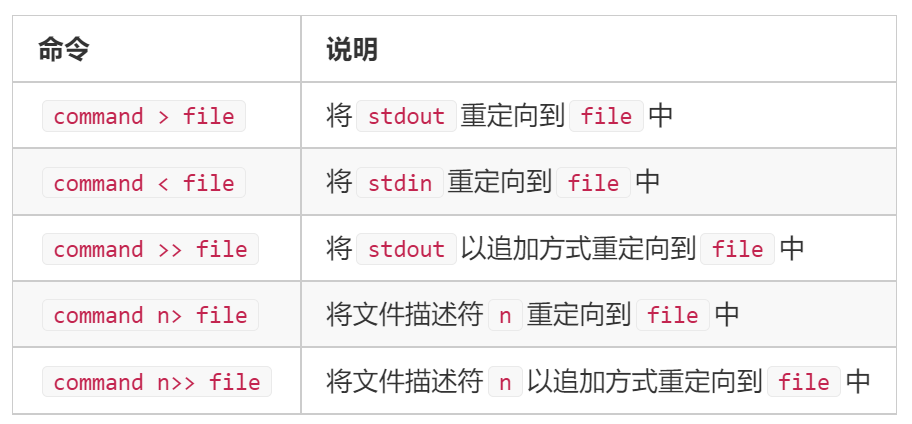 命令 说明
command > file 将 stdout 重定向到 file 中
command < file 将 stdin 重定向到 file 中
command >> file 将 stdout 以追加方式重定向到 file 中
command n> file 将文件描述符 n 重定向到 file 中
command n>> file 将文件描述符 n 以追加方式重定向到 file 中